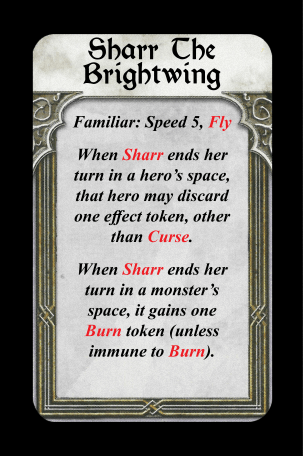 Sharr The
Brightwing
Familiar: Speed 5, Fly
When Sharr ends her
turn in a hero's space,
that hero may discard
one effect token, other
than Curse.
When Sharr ends her
turn in a monster's
space, it gains one
Burn token (unless
immune to Burn).